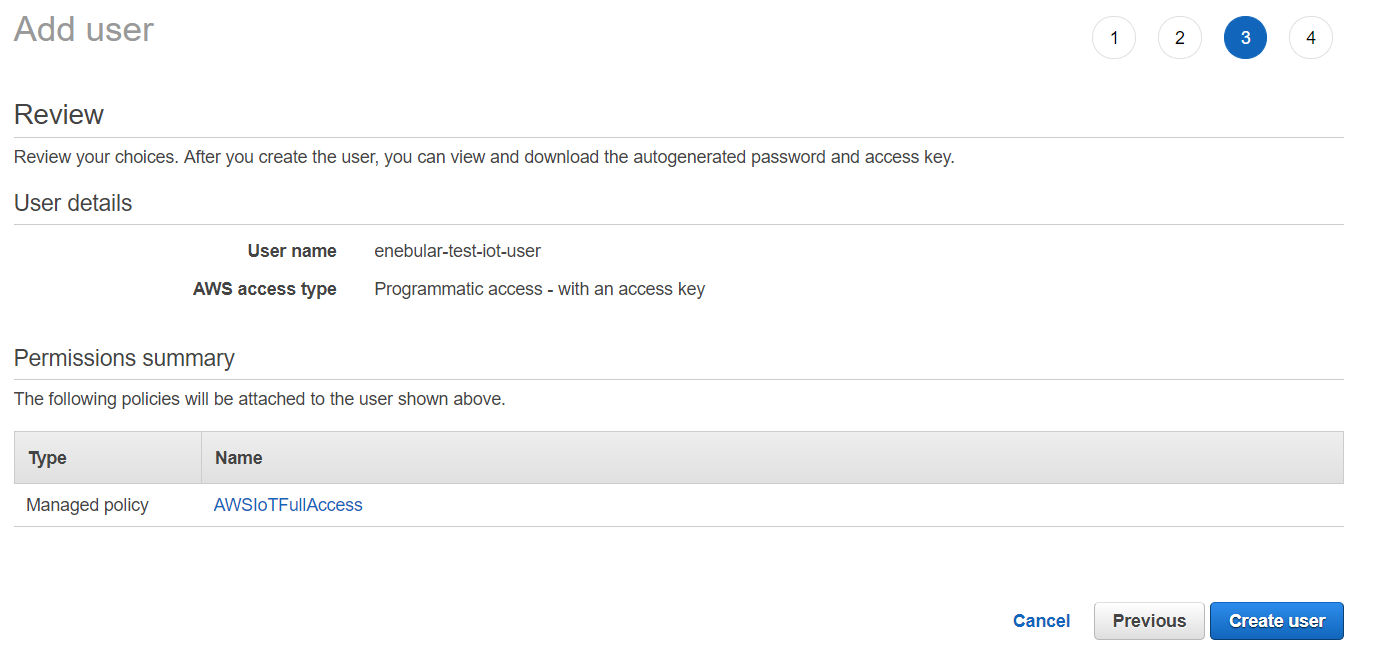 Add user
1 2 3 4
Review
Review your choices. After you create the user, you can view and download the autogenerated password and access key.
User details
User name enebular-test-iot-user
AWS access type Programmatic access - with an access key
Permissions summary
The following policies will be attached to the user shown above.
Type Name
Managed policy AWSIoTFullAccess
Cancel Previous Create user